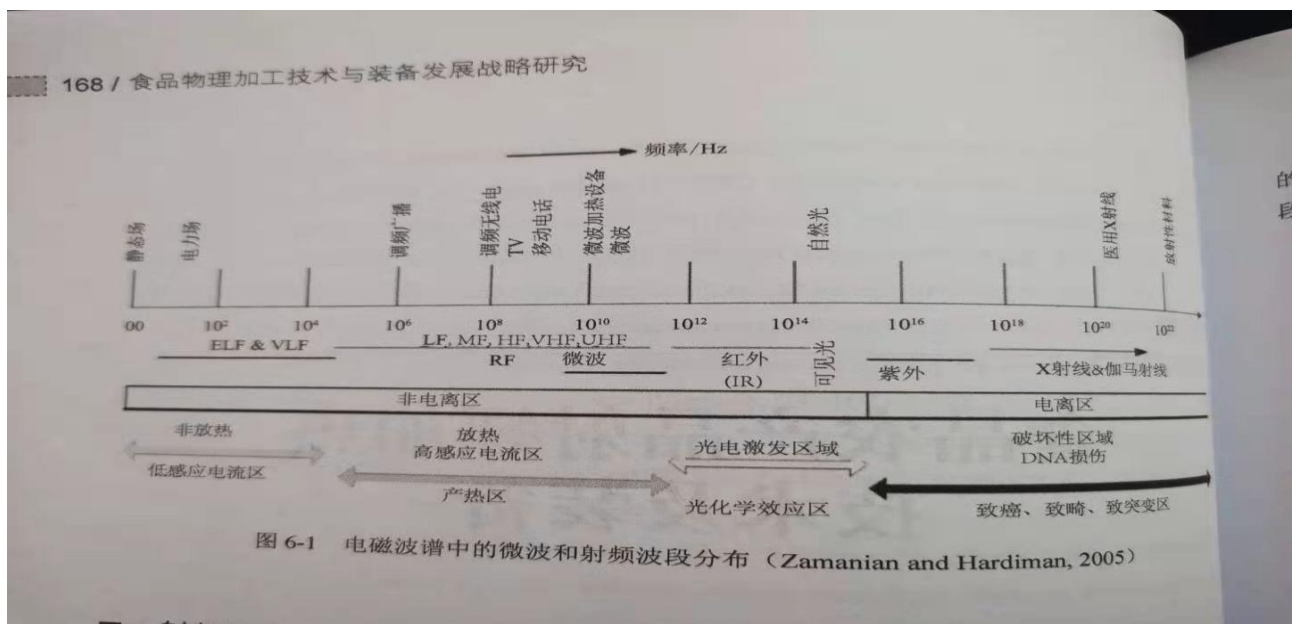 168 / 食品物理加工技术与装备发展战略研究
频率/Hz
静态场
电力场
调频广播
调频无线电
TV
移动电话
微波加热设备
微波
自然光
医用X射线
放射性材料
00 10² 10⁴ 10⁶ 10⁸ 10¹⁰ 10¹² 10¹⁴ 10¹⁶ 10¹⁸ 10²⁰ 10²²
ELF & VLF
LF, MF, HF,VHF,UHF
RF
微波
红外
(IR)
可见光
紫外
X射线&伽马射线
非电离区
电离区
非放热
低感应电流区
放热
高感应电流区
产热区
光电激发区域
光化学效应区
破坏性区域
DNA损伤
致癌、致畸、致突变区
图 6-1 电磁波谱中的微波和射频波段分布（Zamanian and Hardiman, 2005）
的
段